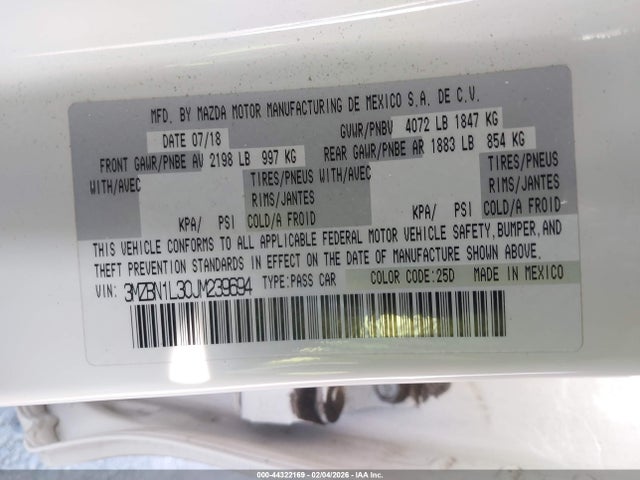 MFD. BY MAZDA MOTOR MANUFACTURING DE MEXICO S.A. DE C.V.
DATE 07/18 GVWR/PNBV 4072 LB 1847 KG
FRONT GAWR/PNBE AV 2198 LB 997 KG REAR GAWR/PNBE AR 1883 LB 854 KG
WITH/AVEC TIRES/PNEUS WITH/AVEC TIRES/PNEUS
RIMS/JANTES RIMS/JANTES
KPA/ PSI COLD/A FROID KPA/ PSI COLD/A FROID
THIS VEHICLE CONFORMS TO ALL APPLICABLE FEDERAL MOTOR VEHICLE SAFETY, BUMPER, AND
THEFT PREVENTION STANDARDS IN EFFECT ON THE DATE OF MANUFACTURE SHOWN ABOVE.
VIN: 3MZBN1L30JM239694 TYPE:PASS CAR COLOR CODE:25D MADE IN MEXICO
000-44322169 - 02/04/2026 - IAA Inc.